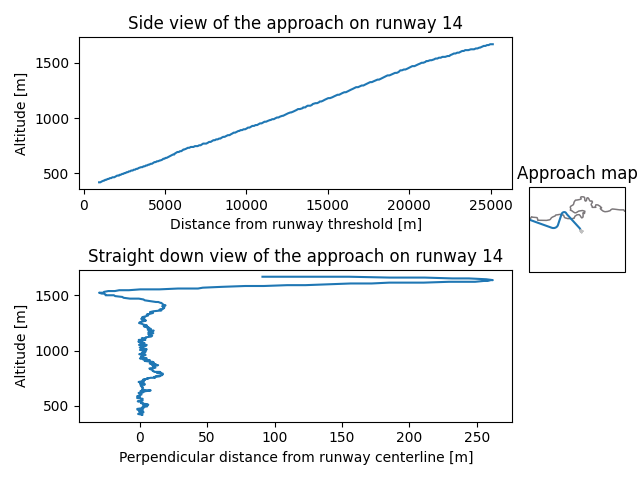 Side view of the approach on runway 14
1500
1000
500
Altitude [m]
0 5000 10000 15000 20000 25000
Distance from runway threshold [m]
Approach map
Straight down view of the approach on runway 14
1500
1000
500
Altitude [m]
0 50 100 150 200 250
Perpendicular distance from runway centerline [m]